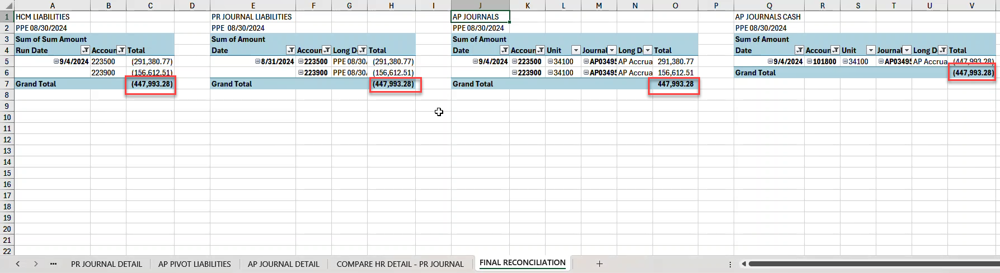 A B C D E F G H I J K L M N O P Q R S T U V
1 HCM LIABILITIES PR JOURNAL LIABILITIES AP JOURNALS AP JOURNALS CASH
2 PPE 08/30/2024 PPE 08/30/2024 PPE 08/30/2024 PPE 08/30/2024
3 Sum of Sum Amount Sum of Amount Sum of Amount Sum of Amount
4 Run Date Accoun Total Date Accoun Long D Total Date Accoun Unit Journal Long D Total Date Accoun Unit Journal Long D Total
5 9/4/2024 223500 (291,380.77) 8/31/2024 223500 PPE 08/30/ (291,380.77) 9/4/2024 223500 34100 AP03495 AP Accrua 291,380.77 9/4/2024 101800 34100 AP03495 AP Accrua (447,993.28)
6 223900 (156,612.51) 223900 PPE 08/30/ (156,612.51) 223900 34100 AP03495 AP Accrua 156,612.51 Grand Total (447,993.28)
7 Grand Total (447,993.28) Grand Total (447,993.28) Grand Total 447,993.28
8
9
10
11
12
13
14
15
16
17
18
19
20
21
22
PR JOURNAL DETAIL AP PIVOT LIABILITIES AP JOURNAL DETAIL COMPARE HR DETAIL - PR JOURNAL FINAL RECONCILIATION